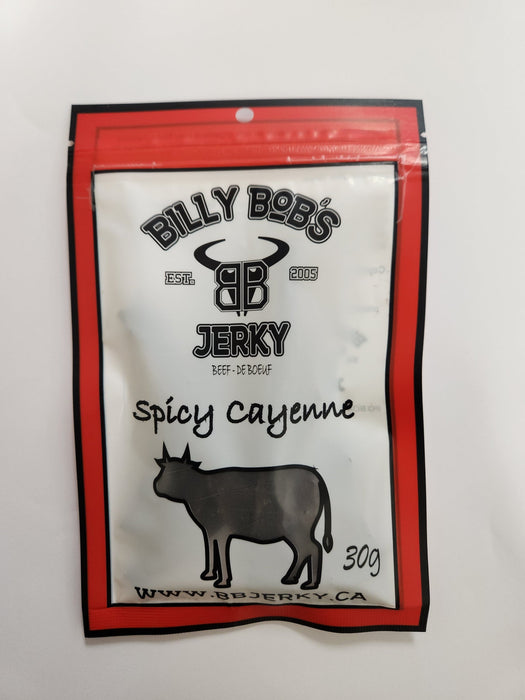 BILLY BOB'S
EST. 2005
BB
JERKY
BEEF - DE BOEUF
Spicy Cayenne
30g
WWW.BBJERKY.CA